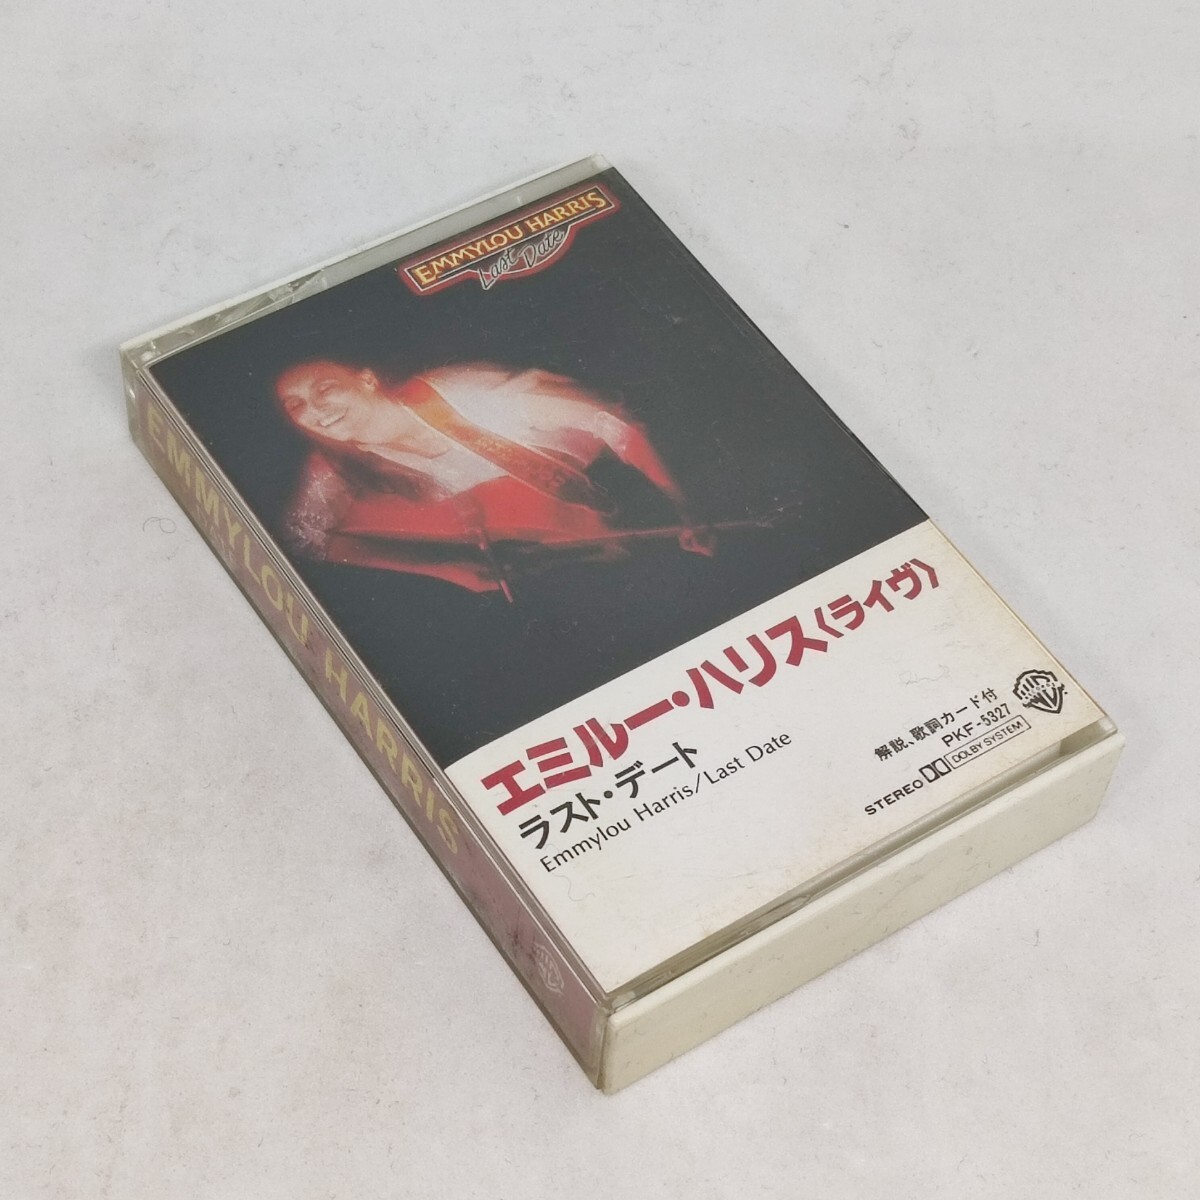 EMMYLOU HARRIS
Last Date
エミルー・ハリス〈ライヴ〉
ラスト・デート
Emmylou Harris/Last Date
解説、歌詞カード付
PKF-5327
STEREO DOLBY SYSTEM
EMMYLOU HARRIS